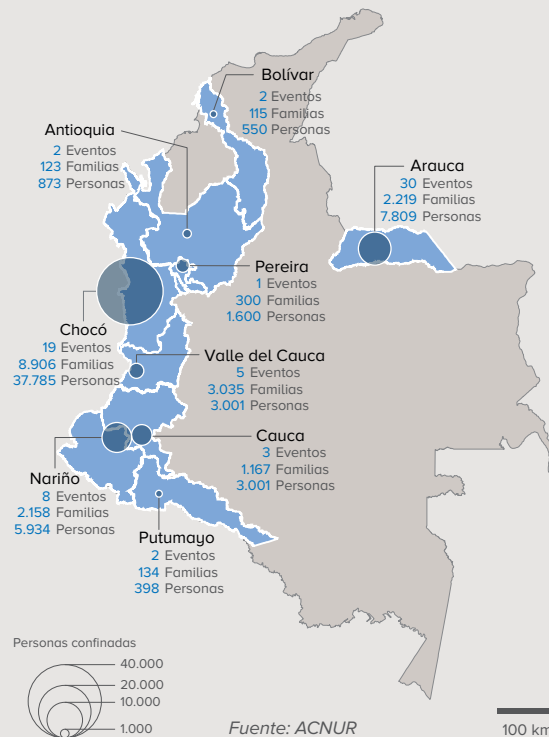 Bolívar
2 Eventos
115 Familias
550 Personas
Antioquia
2 Eventos
123 Familias
873 Personas
Arauca
30 Eventos
2.219 Familias
7.809 Personas
Pereira
1 Eventos
300 Familias
1.600 Personas
Chocó
19 Eventos
8.906 Familias
37.785 Personas
Valle del Cauca
5 Eventos
3.035 Familias
3.001 Personas
Cauca
3 Eventos
1.167 Familias
3.001 Personas
Nariño
8 Eventos
2.158 Familias
5.934 Personas
Putumayo
2 Eventos
134 Familias
398 Personas
Personas confinadas
40.000
20.000
10.000
1.000
Fuente: ACNUR
100 km